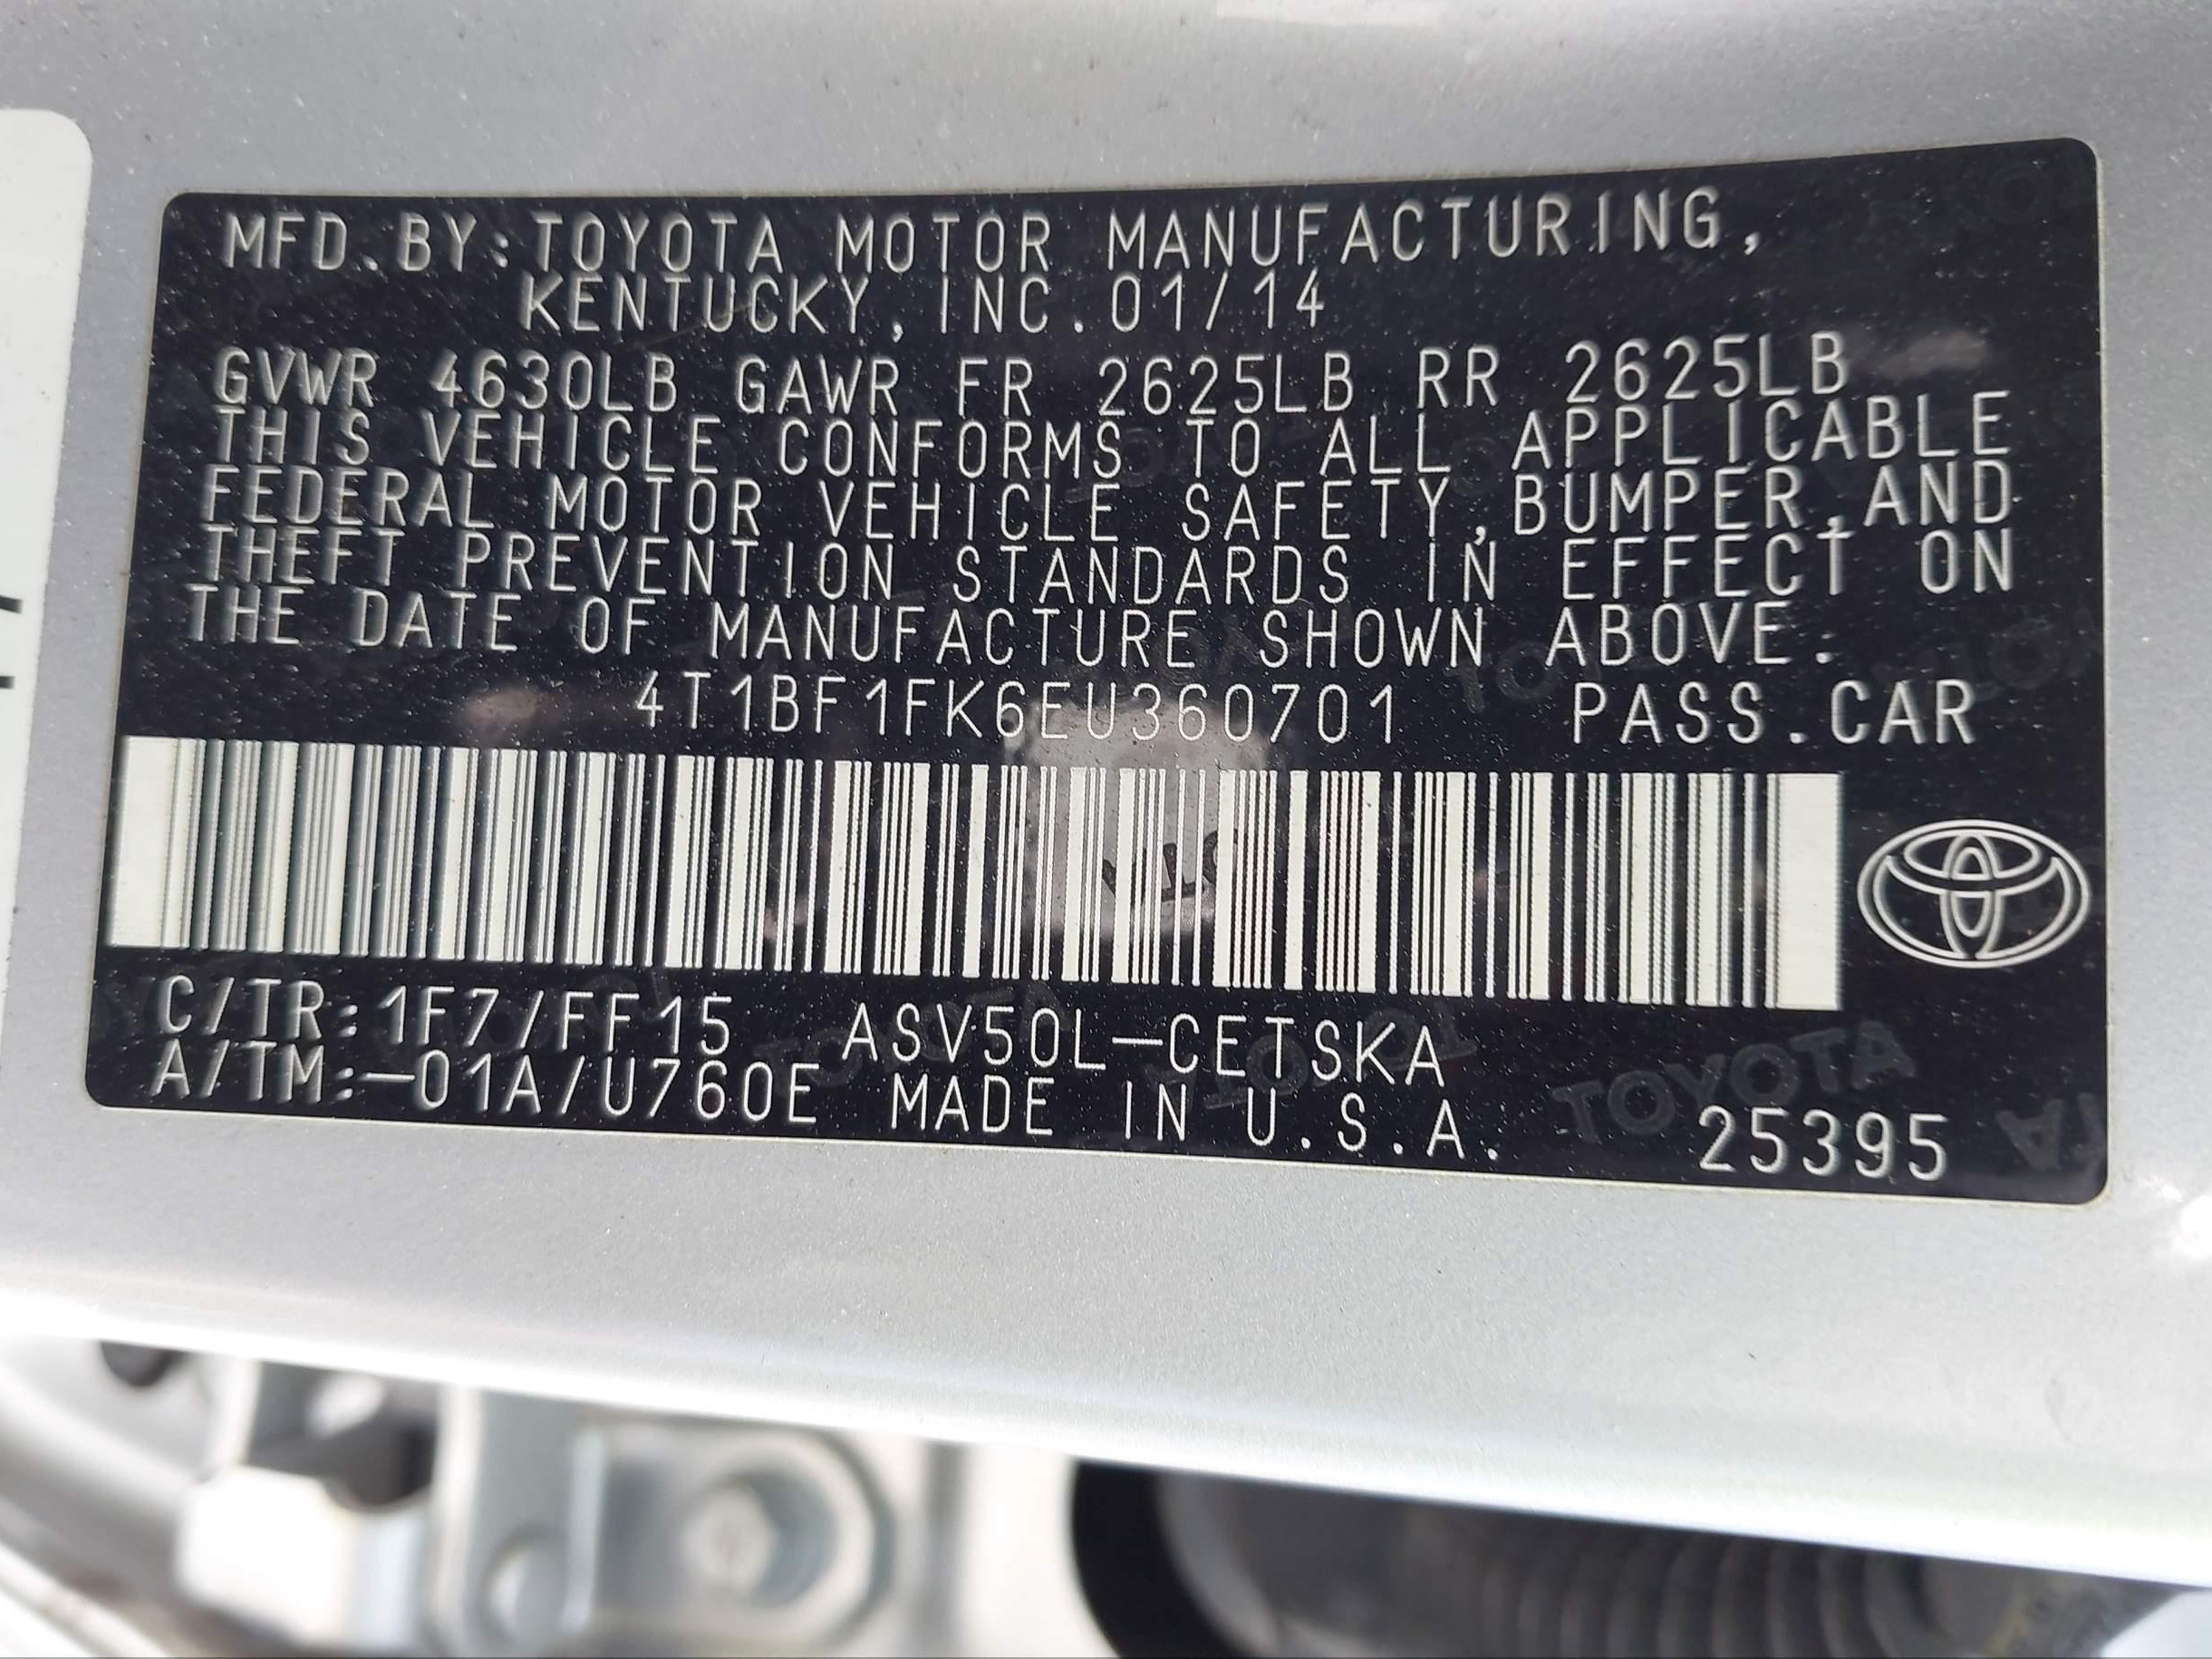 MFD.BY:TOYOTA MOTOR MANUFACTURING,
KENTUCKY, INC.01/14
GVWR 4630LB GAWR FR 2625LB RR 2625LB
THIS VEHICLE CONFORMS TO ALL APPLICABLE
FEDERAL MOTOR VEHICLE SAFETY,BUMPER,AND
THEFT PREVENTION STANDARDS IN EFFECT ON
THE DATE OF MANUFACTURE SHOWN ABOVE.
4T1BF1FK6EU360701 PASS.CAR
C/TR:1F7/FF15 ASV50L-CETSKA
A/TM:-01A/U760E MADE IN U.S.A.
TOYOTA
25395